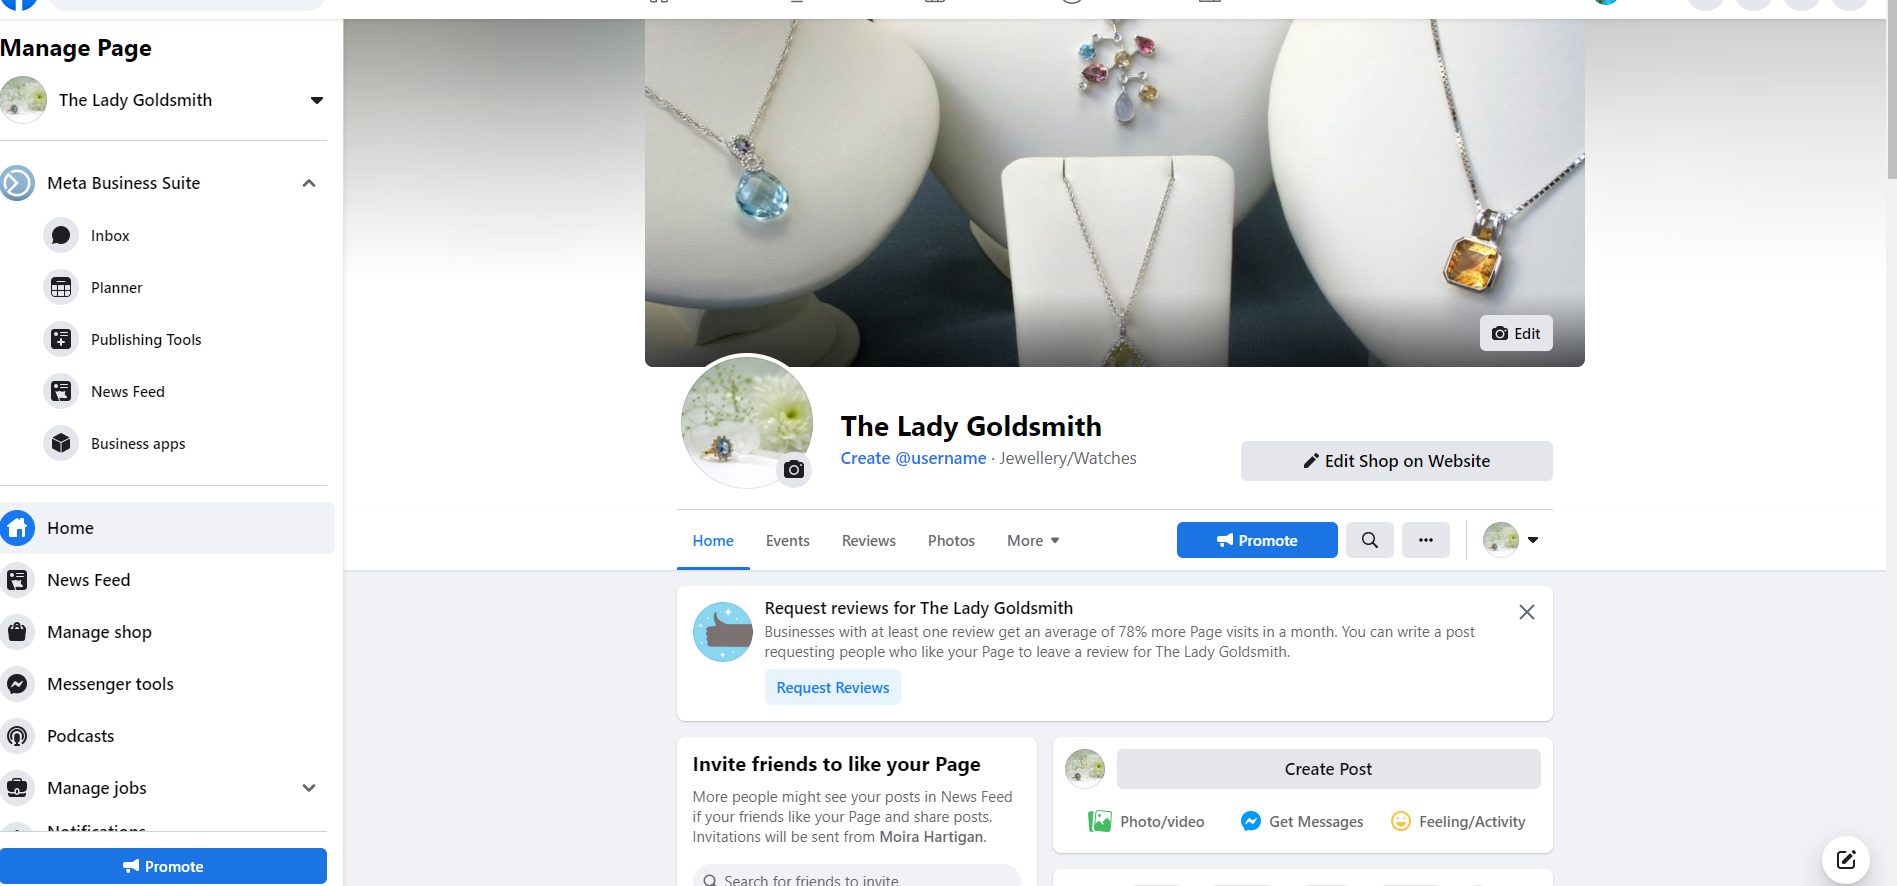 Manage Page
The Lady Goldsmith
Meta Business Suite
Inbox
Planner
Publishing Tools
News Feed
Business apps
Home
News Feed
Manage shop
Messenger tools
Podcasts
Manage jobs
Notifications
Promote
Edit
The Lady Goldsmith
Create @username · Jewellery/Watches
Edit Shop on Website
Home Events Reviews Photos More
Promote
Request reviews for The Lady Goldsmith
Businesses with at least one review get an average of 78% more Page visits in a month. You can write a post
requesting people who like your Page to leave a review for The Lady Goldsmith.
Request Reviews
Invite friends to like your Page
More people might see your posts in News Feed
if your friends like your Page and share posts.
Invitations will be sent from Moira Hartigan.
Search for friends to invite
Create Post
Photo/video Get Messages Feeling/Activity